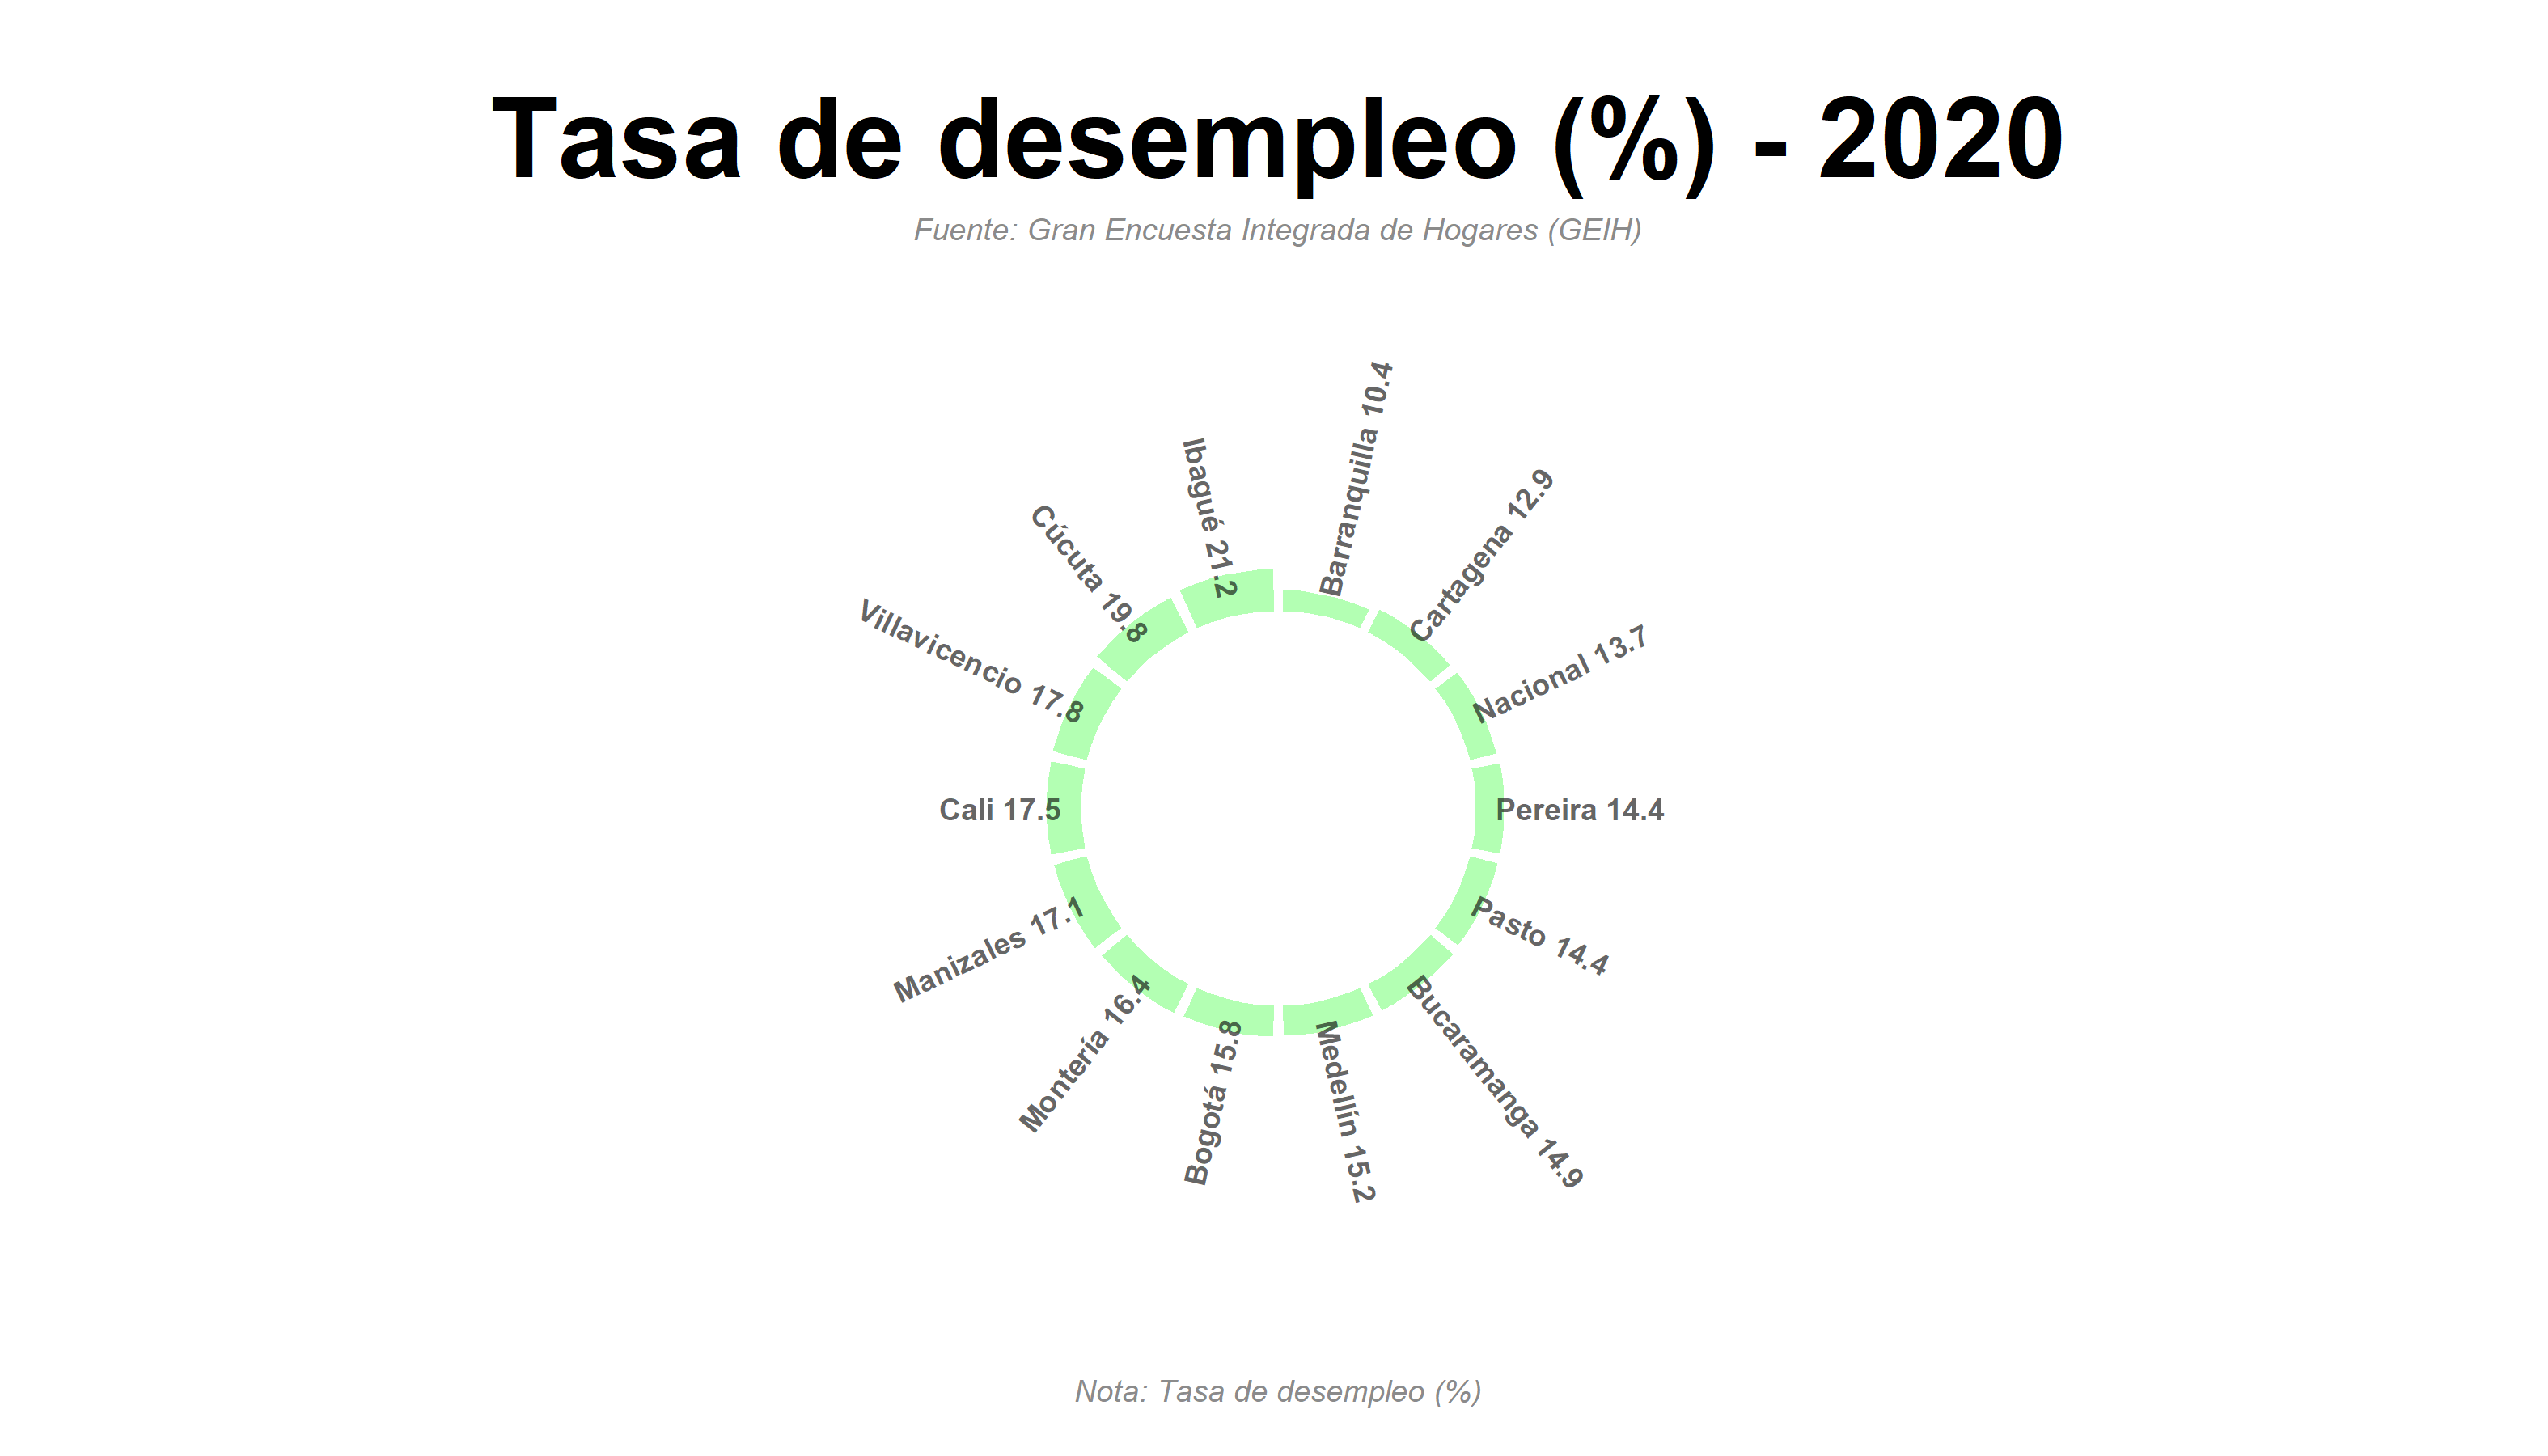 Tasa de desempleo (%) - 2020
Fuente: Gran Encuesta Integrada de Hogares (GEIH)
Barranquilla 10.4
Cartagena 12.9
Nacional 13.7
Pereira 14.4
Pasto 14.4
Bucaramanga 14.9
Medellín 15.2
Bogotá 15.8
Montería 16.4
Manizales 17.1
Cali 17.5
Villavicencio 17.8
Cúcuta 19.8
Ibagué 21.2
Nota: Tasa de desempleo (%)